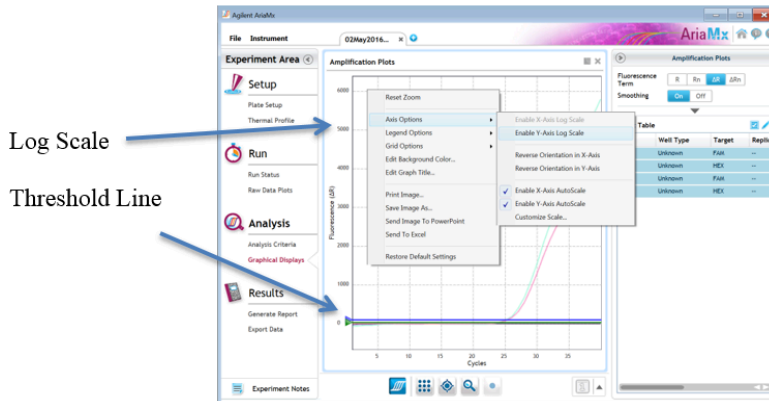 Agilent AriaMx
File Instrument
02May2016...
AriaMx
Experiment Area
Setup
Plate Setup
Thermal Profile
Run
Run Status
Raw Data Plots
Analysis
Analysis Criteria
Graphical Displays
Results
Generate Report
Export Data
Experiment Notes
Log Scale
Threshold Line
Amplification Plots
Fluorescence (ΔR)
6000
5000
4000
3000
2000
1000
0
5 10 15 20 25 30 35
Cycles
Reset Zoom
Axis Options
Legend Options
Grid Options
Edit Background Color...
Edit Graph Title...
Print Image...
Save Image As...
Send Image To PowerPoint
Send To Excel
Restore Default Settings
Enable X-Axis Log Scale
Enable Y-Axis Log Scale
Reverse Orientation in X-Axis
Reverse Orientation in Y-Axis
Enable X-Axis AutoScale
Enable Y-Axis AutoScale
Customize Scale...
Amplification Plots
Fluorescence Term
R Rn ΔR ΔRn
Smoothing
On Off
Table
Well Type Target Replic
Unknown FAM --
Unknown HEX --
Unknown FAM --
Unknown HEX --